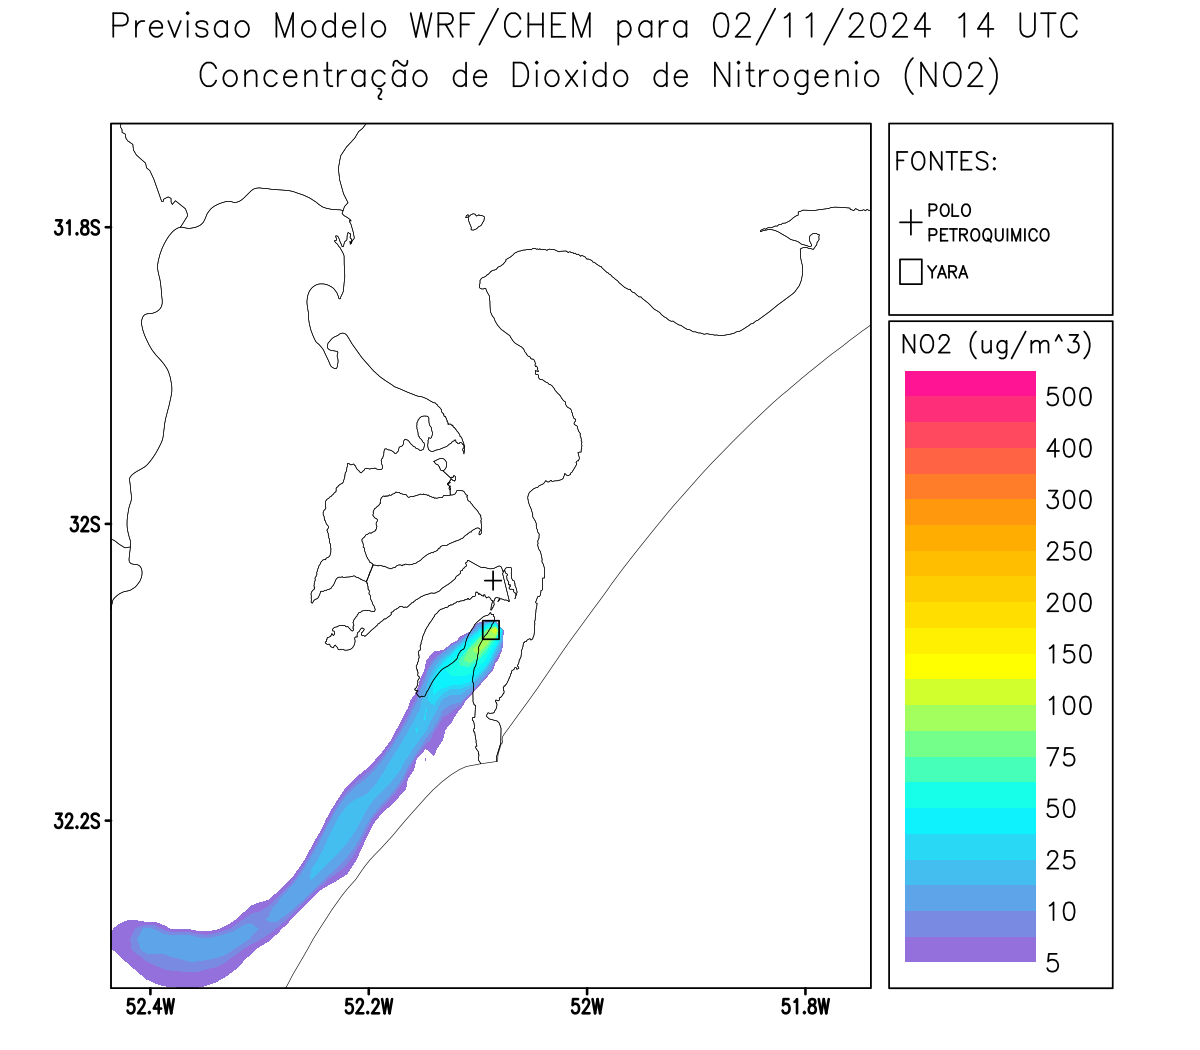 Previsao Modelo WRF/CHEM para 02/11/2024 14 UTC
Concentração de Dioxido de Nitrogenio (NO2)
FONTES:
POLO
PETROQUIMICO
YARA
NO2 (ug/m^3)
500
400
300
250
200
150
100
75
50
25
10
5
31.8S
32S
32.2S
52.4W
52.2W
52W
51.8W